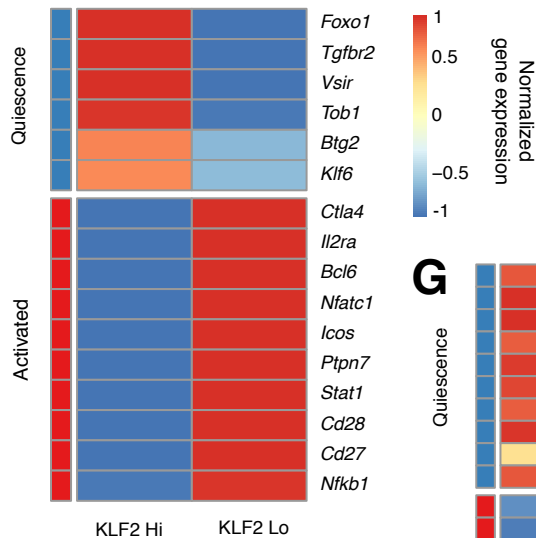 Quiescence
Foxo1
Tgfbr2
Vsir
Tob1
Btg2
Klf6
Activated
Ctla4
Il2ra
Bcl6
Nfatc1
Icos
Ptpn7
Stat1
Cd28
Cd27
Nfkb1
KLF2 Hi
KLF2 Lo
1
0.5
0
−0.5
-1
Normalized
gene expression
G
Quiescence